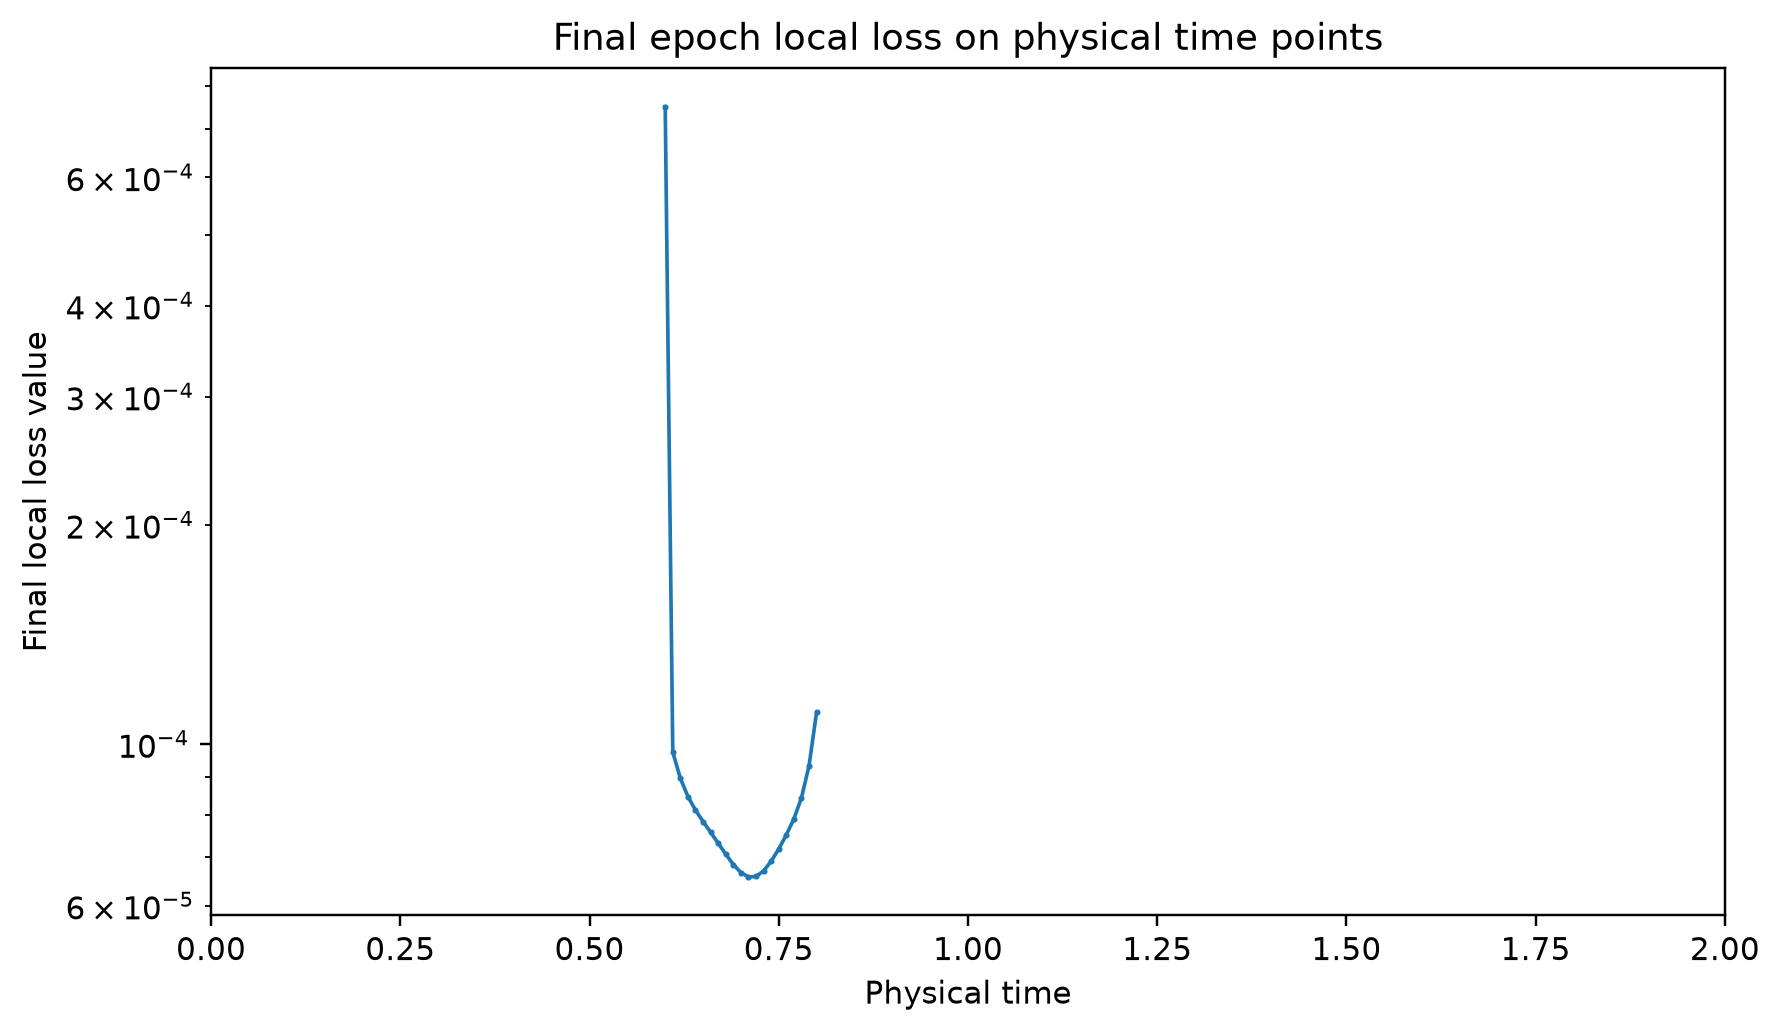 Final epoch local loss on physical time points
Final local loss value
6 × 10⁻⁴
4 × 10⁻⁴
3 × 10⁻⁴
2 × 10⁻⁴
10⁻⁴
6 × 10⁻⁵
0.00 0.25 0.50 0.75 1.00 1.25 1.50 1.75 2.00
Physical time